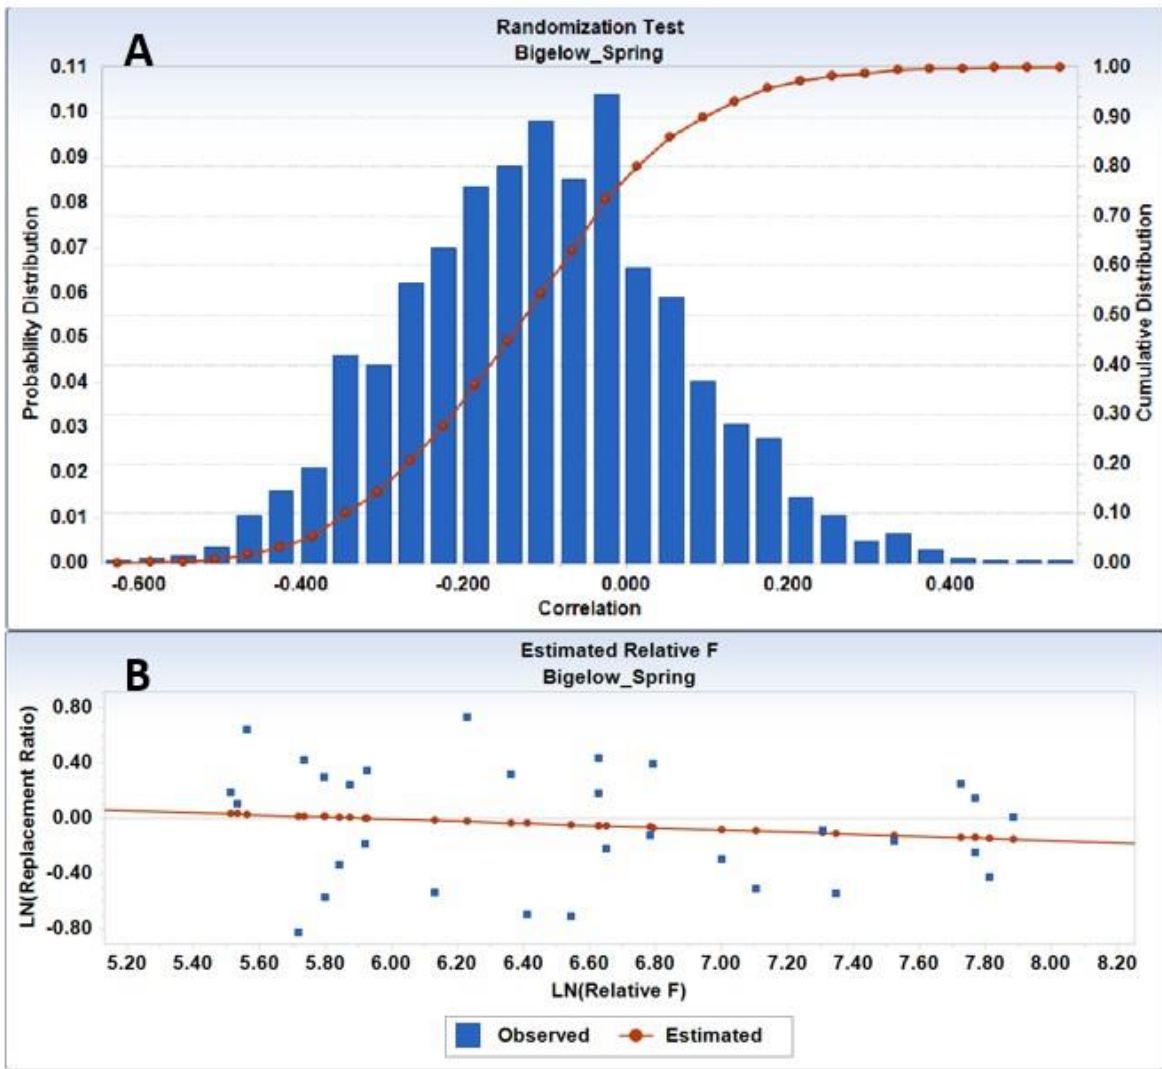 A
Randomization Test
Bigelow_Spring
Probability Distribution
0.11
0.10
0.09
0.08
0.07
0.06
0.05
0.04
0.03
0.02
0.01
0.00
1.00
0.90
0.80
0.70
0.60
0.50
0.40
0.30
0.20
0.10
0.00
Cumulative Distribution
-0.600 -0.400 -0.200 0.000 0.200 0.400
Correlation
B
Estimated Relative F
Bigelow_Spring
LN(Replacement Ratio)
0.80
0.40
0.00
-0.40
-0.80
5.20 5.40 5.60 5.80 6.00 6.20 6.40 6.60 6.80 7.00 7.20 7.40 7.60 7.80 8.00 8.20
LN(Relative F)
Observed Estimated